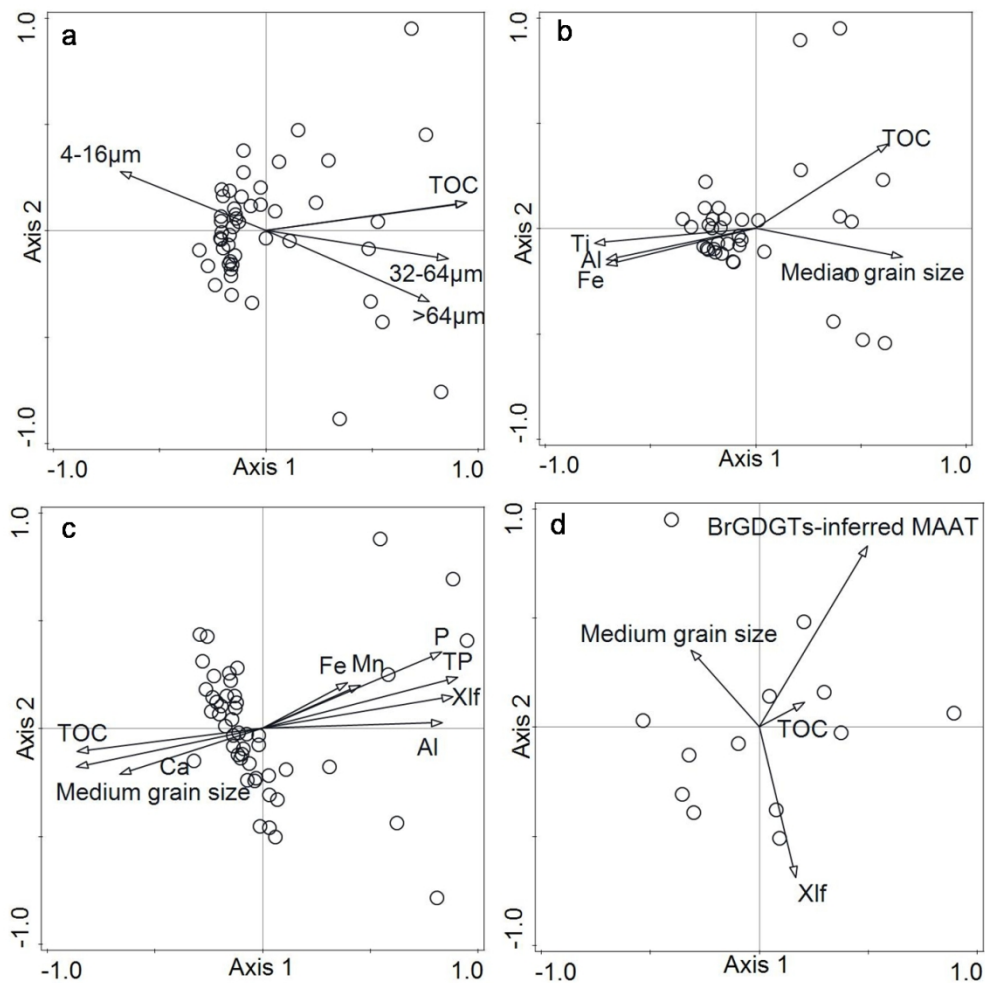 a
1.0
Axis 2
-1.0
4-16µm
TOC
32-64µm
>64µm
-1.0
Axis 1
1.0
b
1.0
Axis 2
-1.0
TOC
Ti
Al
Fe
Median grain size
-1.0
Axis 1
1.0
c
1.0
Axis 2
-1.0
P
Fe Mn
TP
Xlf
Al
TOC
Ca
Medium grain size
-1.0
Axis 1
1.0
d
1.0
Axis 2
-1.0
BrGDGTs-inferred MAAT
Medium grain size
TOC
Xlf
-1.0
Axis 1
1.0